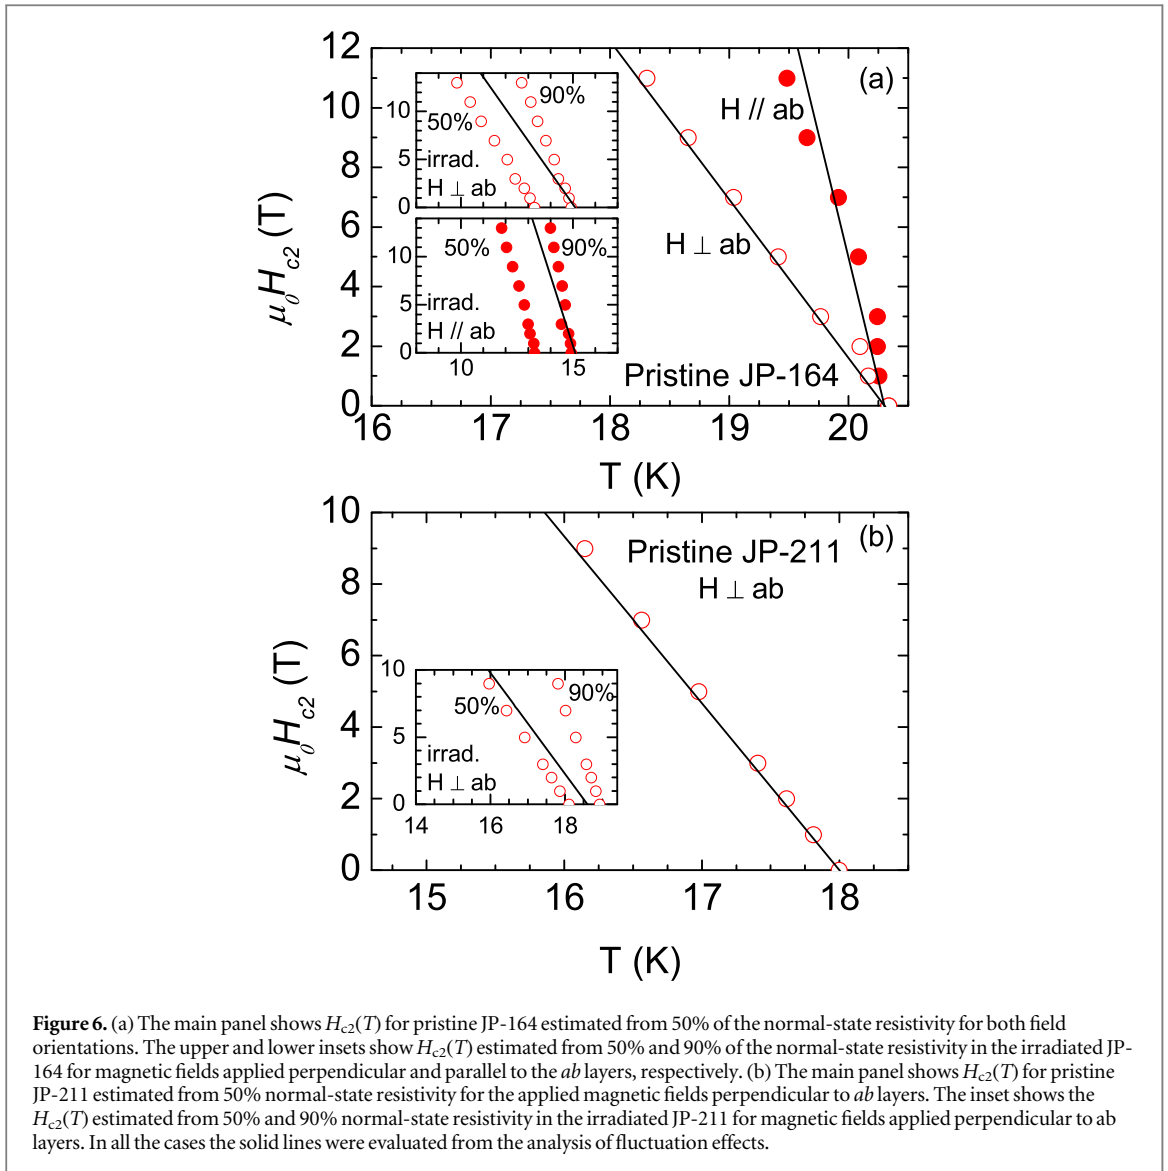 12
10
8
6
4
2
0
μ0Hc2 (T)
(a)
H // ab
H ⊥ ab
Pristine JP-164
10
5
0
90%
50%
irrad.
H ⊥ ab
10
5
0
50%
90%
irrad.
H // ab
10 15
16 17 18 19 20
T (K)
10
8
6
4
2
0
μ0Hc2 (T)
(b)
Pristine JP-211
H ⊥ ab
10
5
0
90%
50%
irrad.
H ⊥ ab
14 16 18
15 16 17 18
T (K)
Figure 6. (a) The main panel shows Hc2(T) for pristine JP-164 estimated from 50% of the normal-state resistivity for both field
orientations. The upper and lower insets show Hc2(T) estimated from 50% and 90% of the normal-state resistivity in the irradiated JP-
164 for magnetic fields applied perpendicular and parallel to the ab layers, respectively. (b) The main panel shows Hc2(T) for pristine
JP-211 estimated from 50% normal-state resistivity for the applied magnetic fields perpendicular to ab layers. The inset shows the
Hc2(T) estimated from 50% and 90% normal-state resistivity in the irradiated JP-211 for magnetic fields applied perpendicular to ab
layers. In all the cases the solid lines were evaluated from the analysis of fluctuation effects.